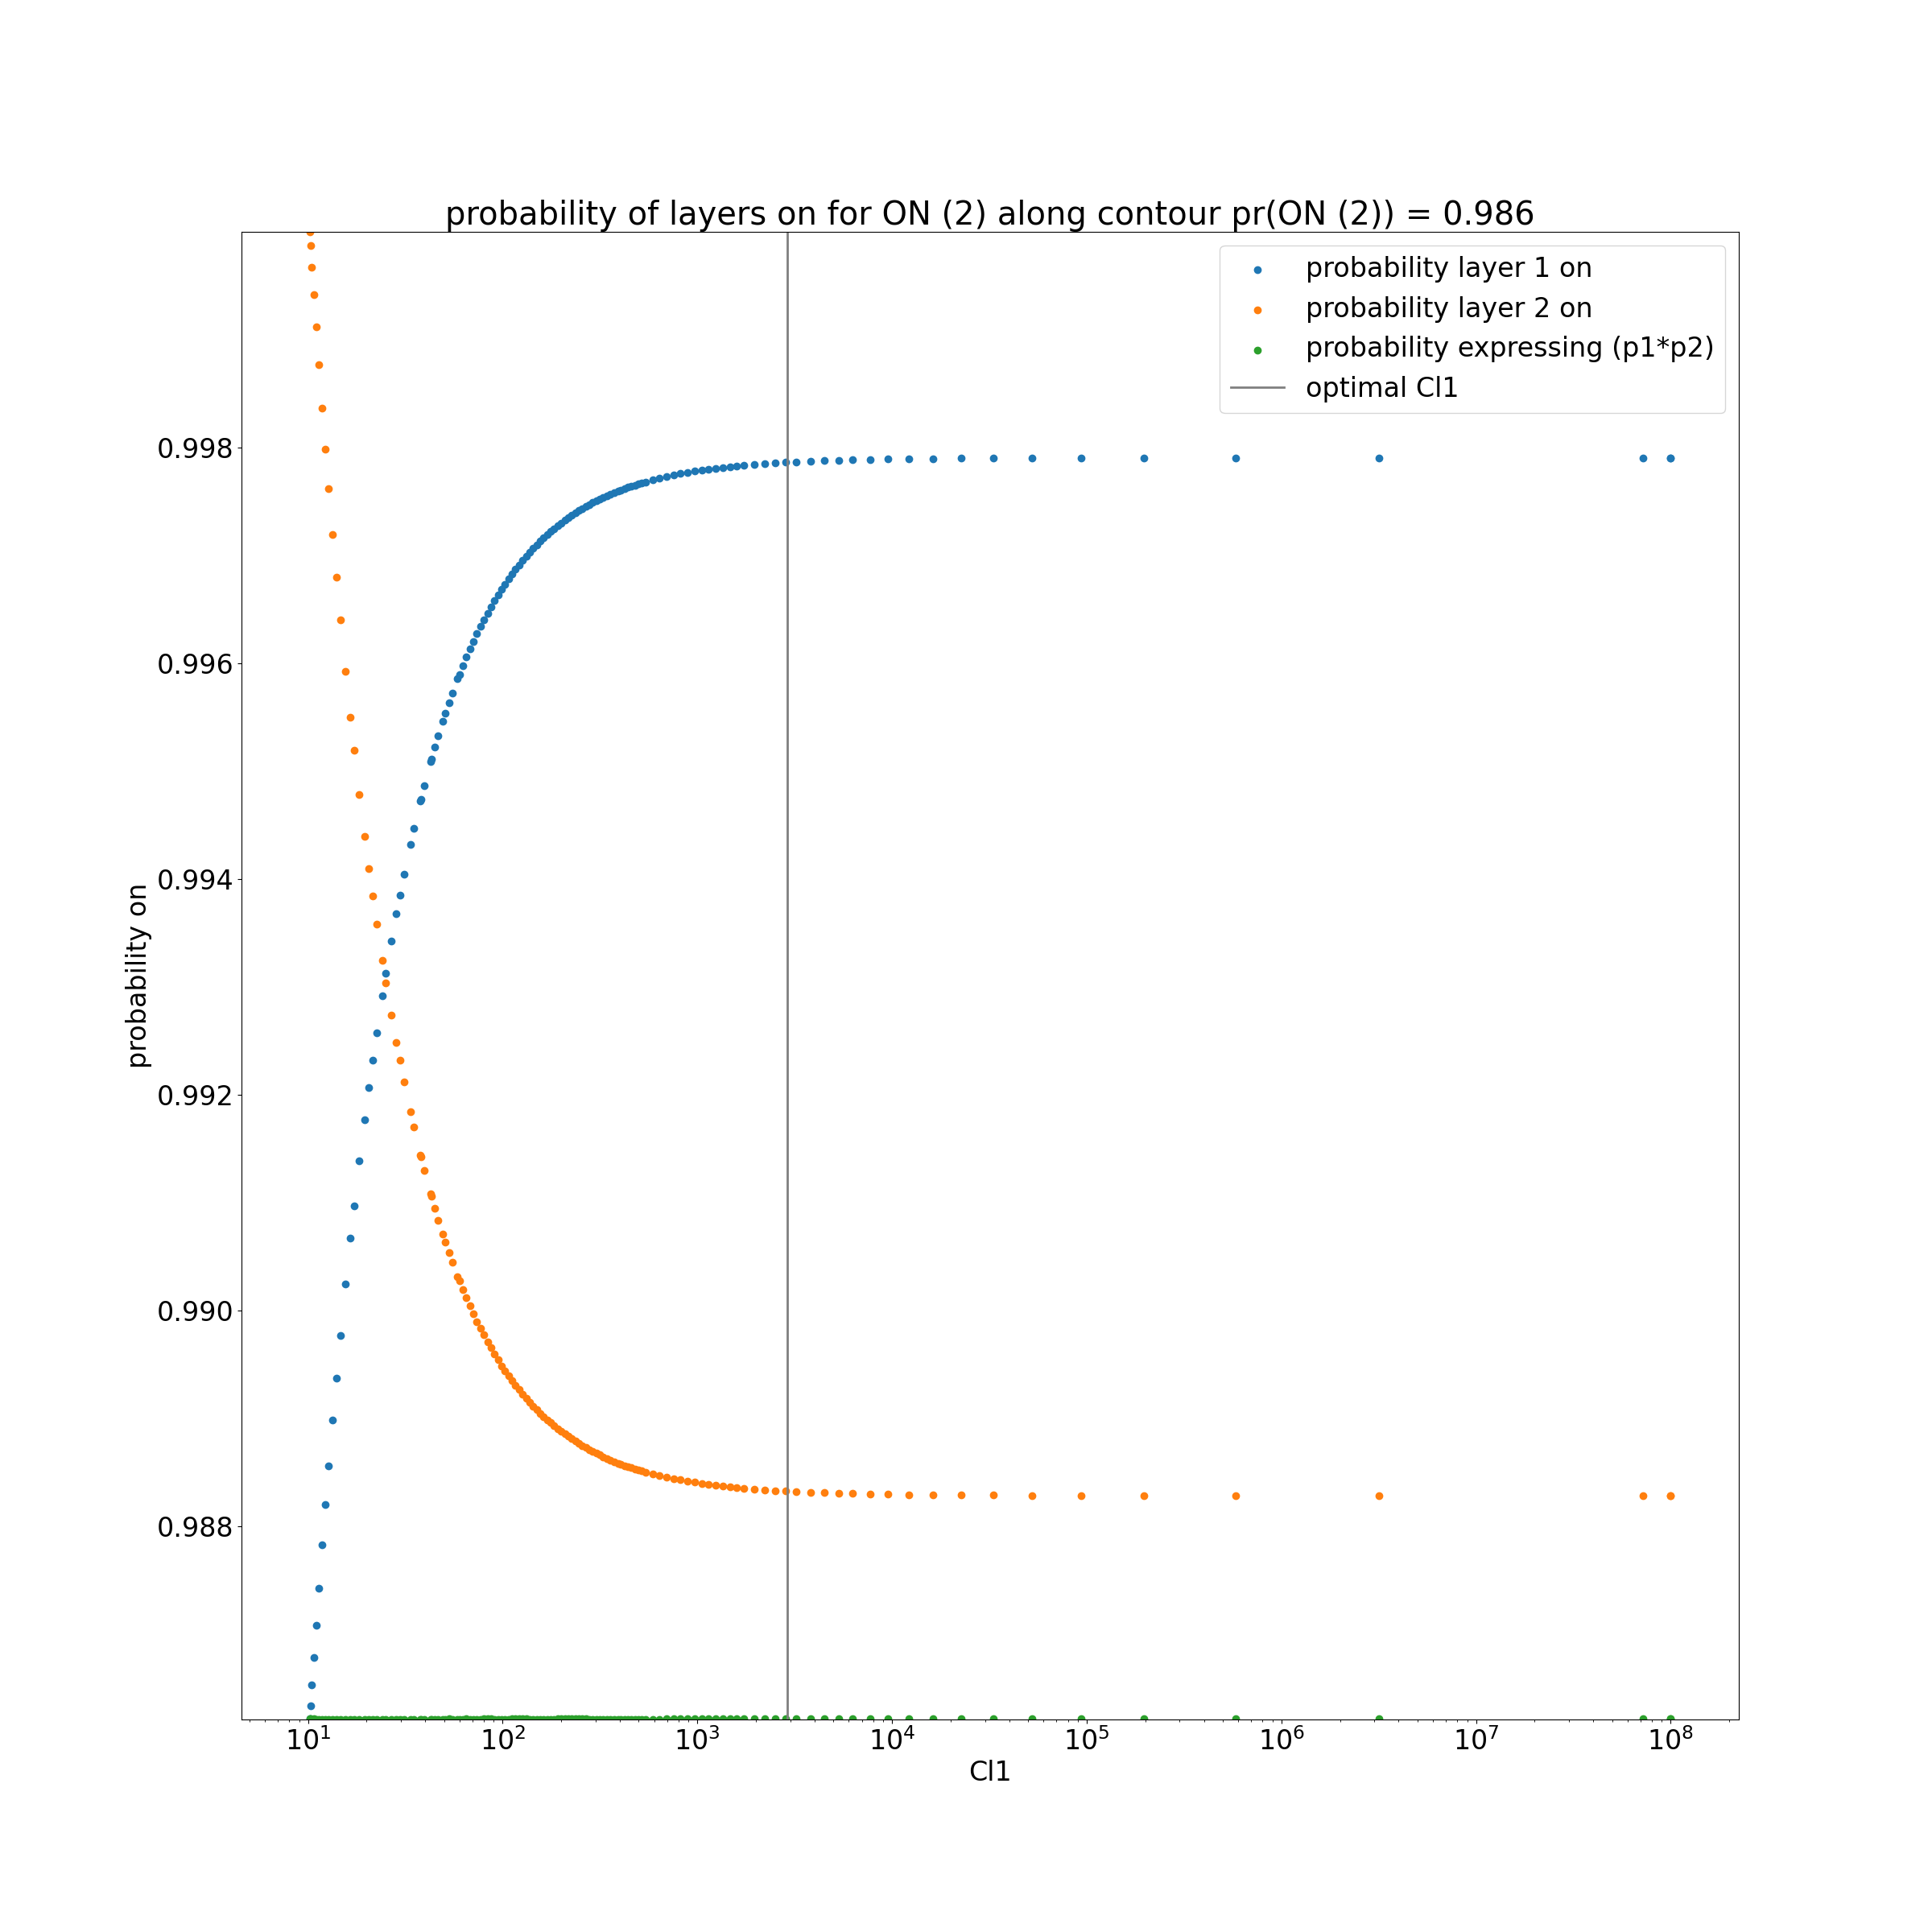 probability of layers on for ON (2) along contour pr(ON (2)) = 0.986
probability layer 1 on
probability layer 2 on
probability expressing (p1*p2)
optimal Cl1
0.998
0.996
0.994
0.992
0.990
0.988
probability on
10¹ 10² 10³ 10⁴ 10⁵ 10⁶ 10⁷ 10⁸
Cl1